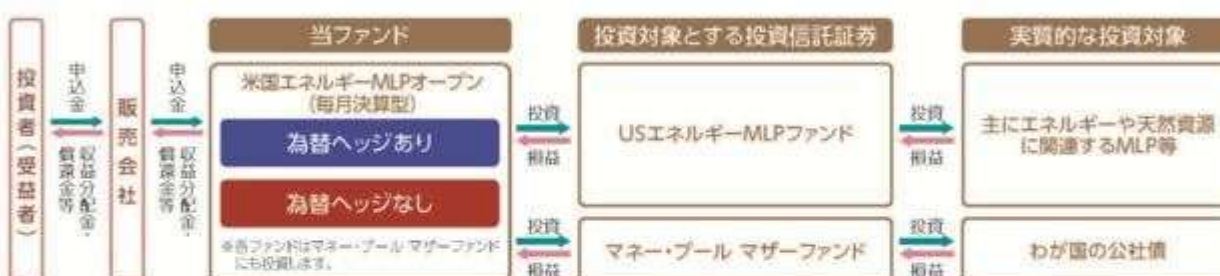 当ファンド
投資対象とする投資信託証券
実質的な投資対象
投資者(受益者)
申込金
収益分配金・
償還金等
販売会社
申込金
収益分配金・
償還金等
米国エネルギーMLPオープン
(毎月決算型)
為替ヘッジあり
為替ヘッジなし
※各ファンドはマネー・プール マザーファンド
にも投資します。
投資
損益
USエネルギーMLPファンド
投資
損益
主にエネルギーや天然資源
に関連するMLP等
投資
損益
マネー・プール マザーファンド
投資
損益
わが国の公社債